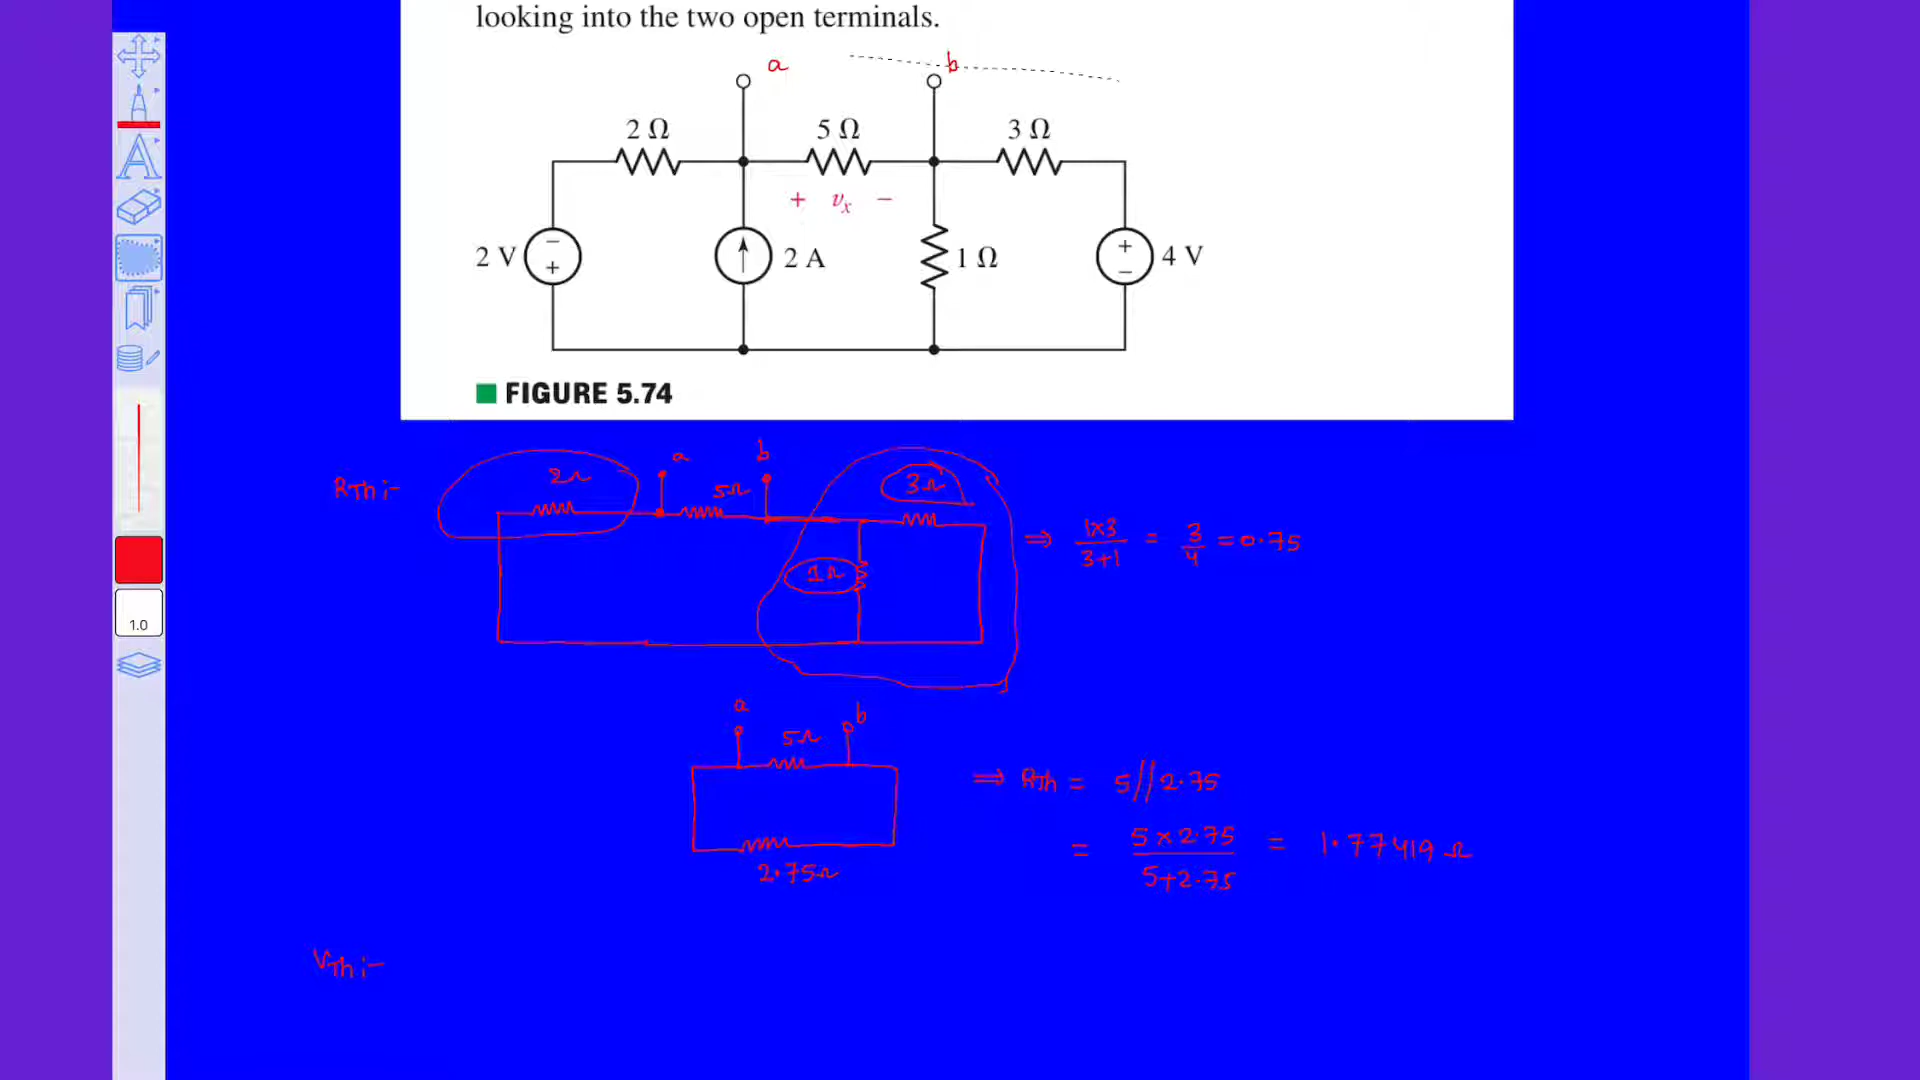 looking into the two open terminals.
a b
2 Ω 5 Ω 3 Ω
+ vx −
2 V − + 2 A 1 Ω + − 4 V
FIGURE 5.74
A
1.0
RTh :-
2Ω a 5Ω b 3Ω
1Ω
⇒ 1×3 / 3+1 = 3/4 = 0.75
a 5Ω b
2.75Ω
⇒ RTh = 5//2.75
= 5×2.75 / 5+2.75 = 1.77419 Ω
VTh :-